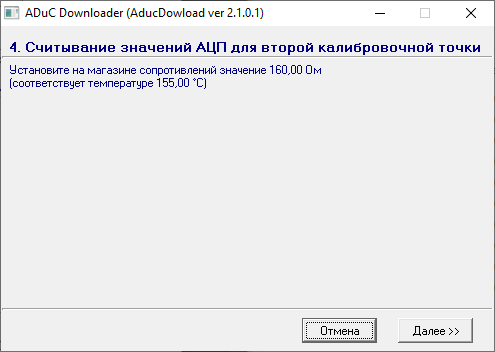 ADuC Downloader (AducDowload ver 2.1.0.1)
4. Считывание значений АЦП для второй калибровочной точки
Установите на магазине сопротивлений значение 160,00 Ом
(соответствует температуре 155,00 °C)
Отмена
Далее >>